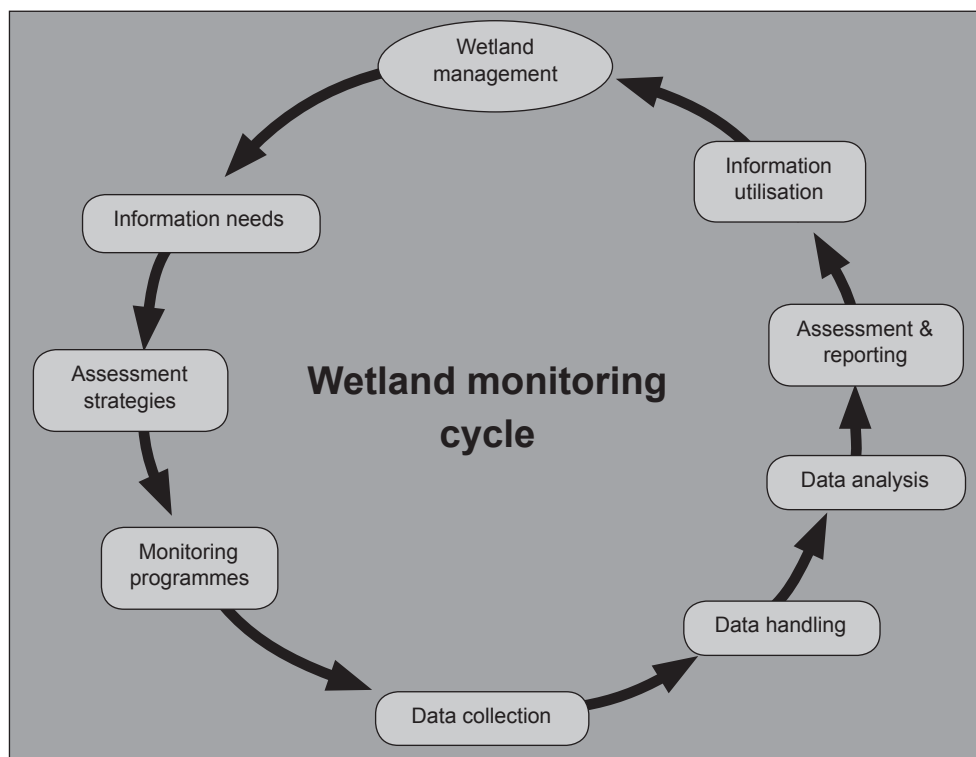 Wetland
management
Information needs
Assessment
strategies
Monitoring
programmes
Data collection
Data handling
Data analysis
Assessment &
reporting
Information
utilisation
Wetland monitoring
cycle